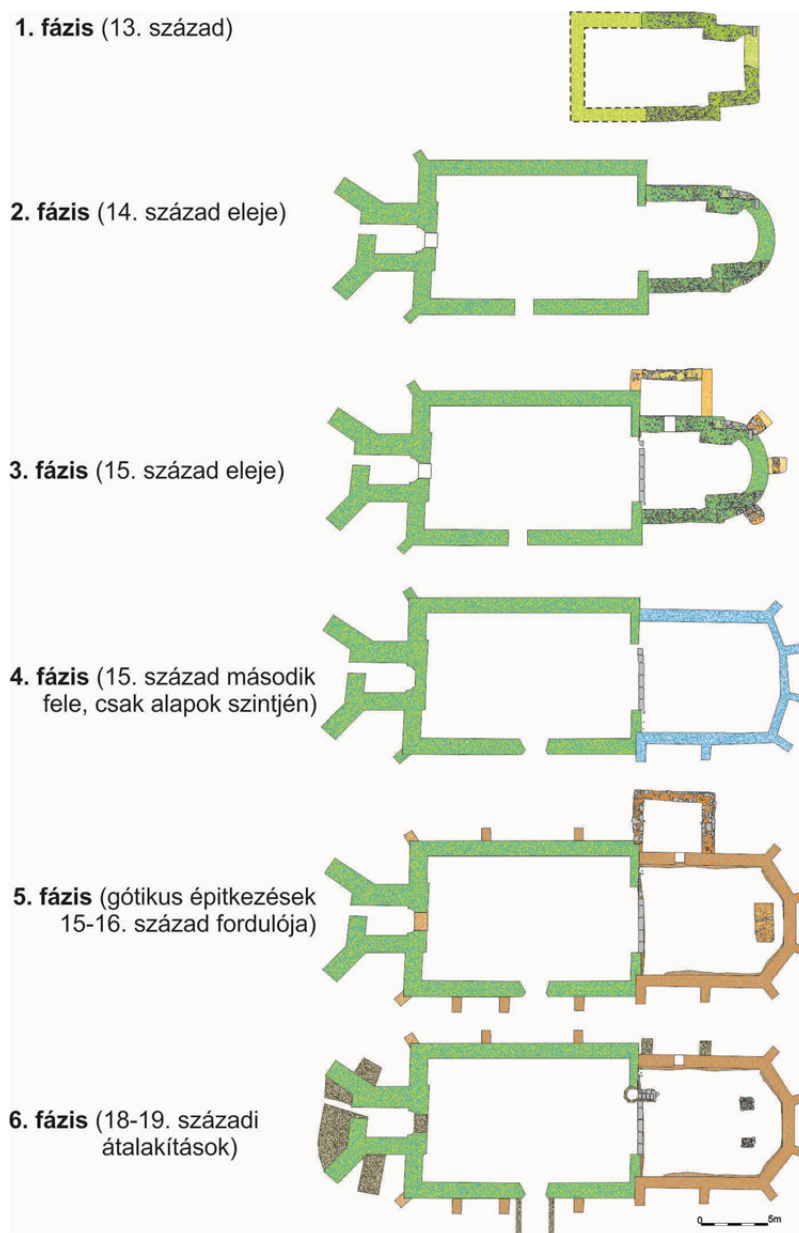 1. fázis (13. század)
2. fázis (14. század eleje)
3. fázis (15. század eleje)
4. fázis (15. század második
fele, csak alapok szintjén)
5. fázis (gótikus épitkezések
15-16. század fordulója)
6. fázis (18-19. századi
átalakítások)
0 5m